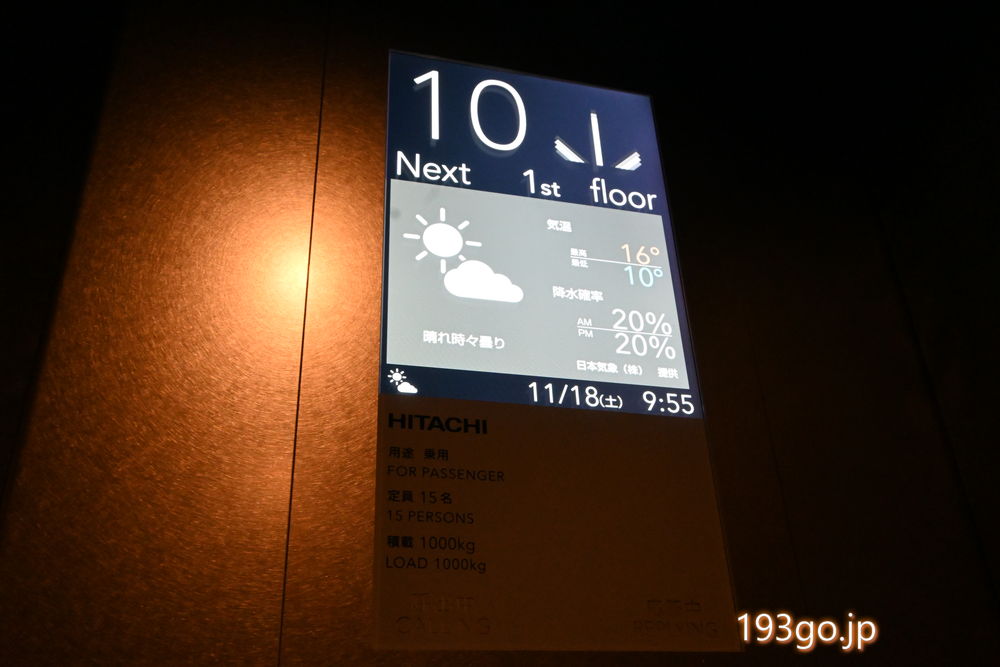 10
Next 1st floor
気温
最高 16°
最低 10°
降水確率
AM 20%
PM 20%
晴れ時々曇り
日本気象（株） 提供
11/18(土) 9:55
HITACHI
用途 乗用
FOR PASSENGER
定員 15名
15 PERSONS
積載 1000kg
LOAD 1000kg
CALLING
REPLYING
193go.jp